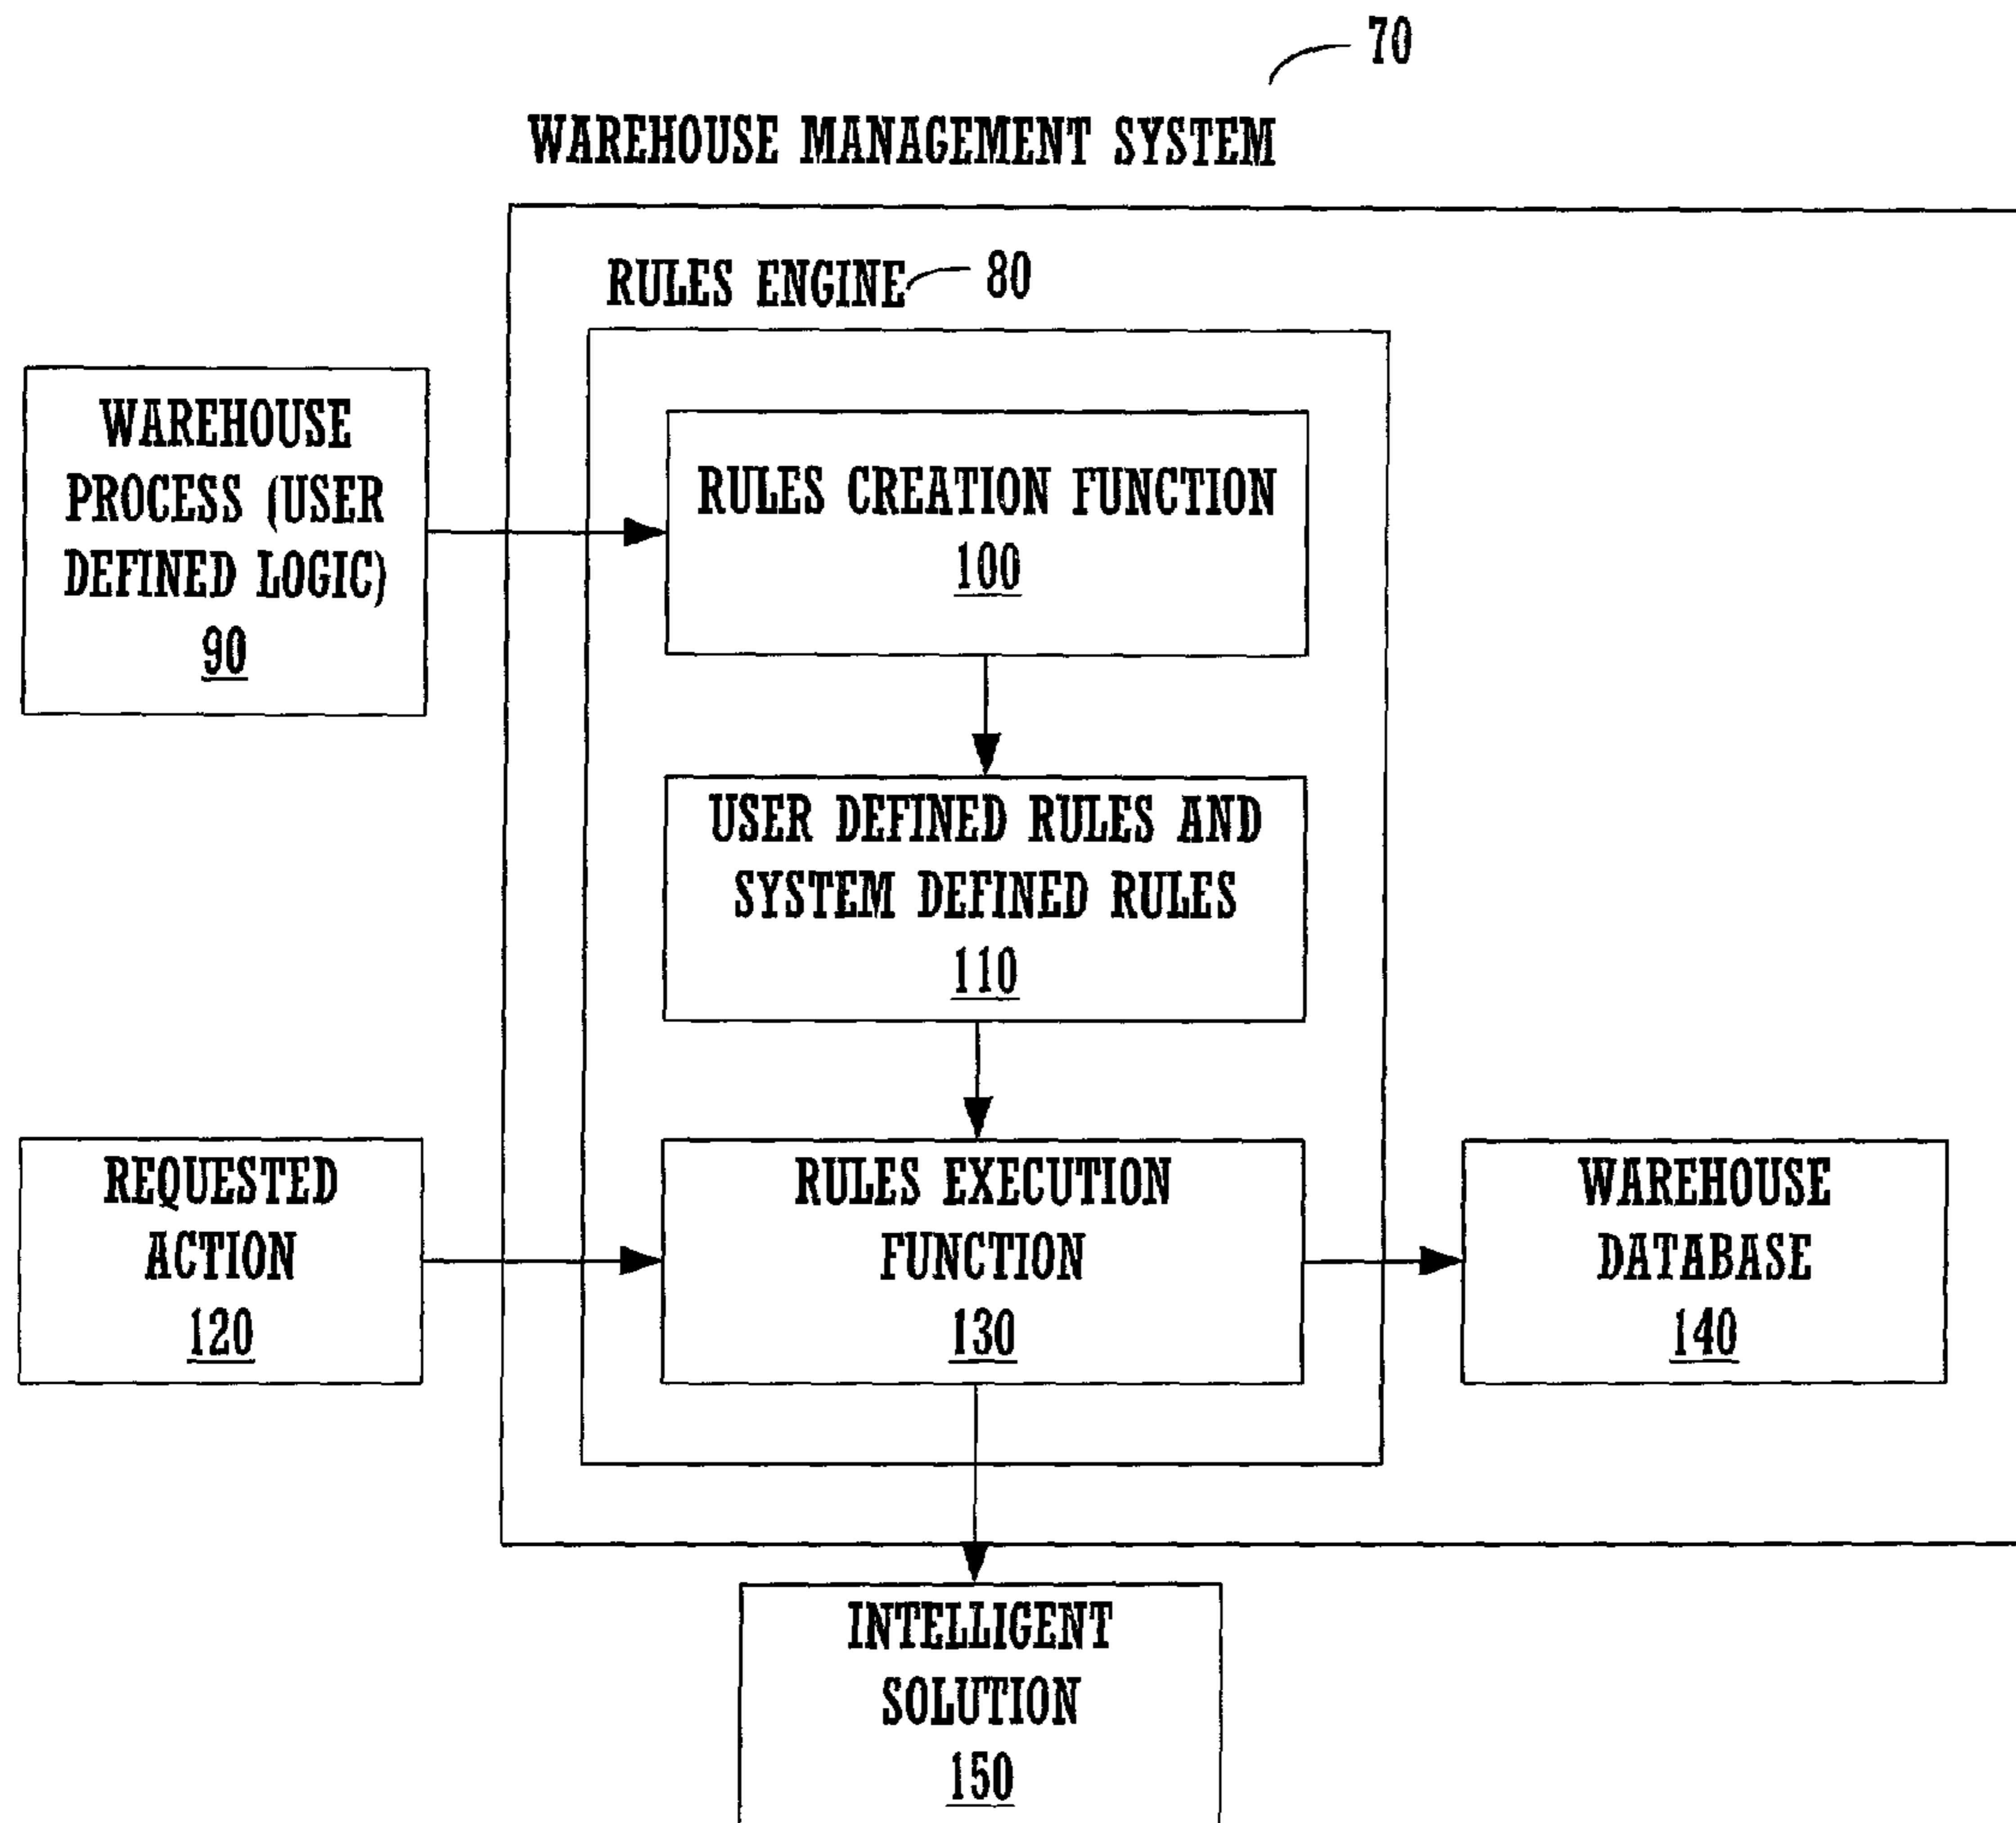 70
WAREHOUSE MANAGEMENT SYSTEM
RULES ENGINE 80
WAREHOUSE
PROCESS (USER
DEFINED LOGIC)
90
RULES CREATION FUNCTION
100
USER DEFINED RULES AND
SYSTEM DEFINED RULES
110
REQUESTED
ACTION
120
RULES EXECUTION
FUNCTION
130
WAREHOUSE
DATABASE
140
INTELLIGENT
SOLUTION
150